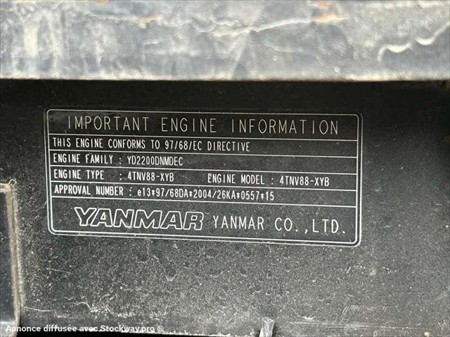 IMPORTANT ENGINE INFORMATION
THIS ENGINE CONFORMS TO 97/68/EC DIRECTIVE
ENGINE FAMILY : YD2200DNMDEC
ENGINE TYPE : 4TNV88-XYB ENGINE MODEL : 4TNV88-XYB
APPROVAL NUMBER : e13*97/68DA*2004/26KA*0557*15
YANMAR YANMAR CO.,LTD.
Annonce diffusée avec Stockway.pro